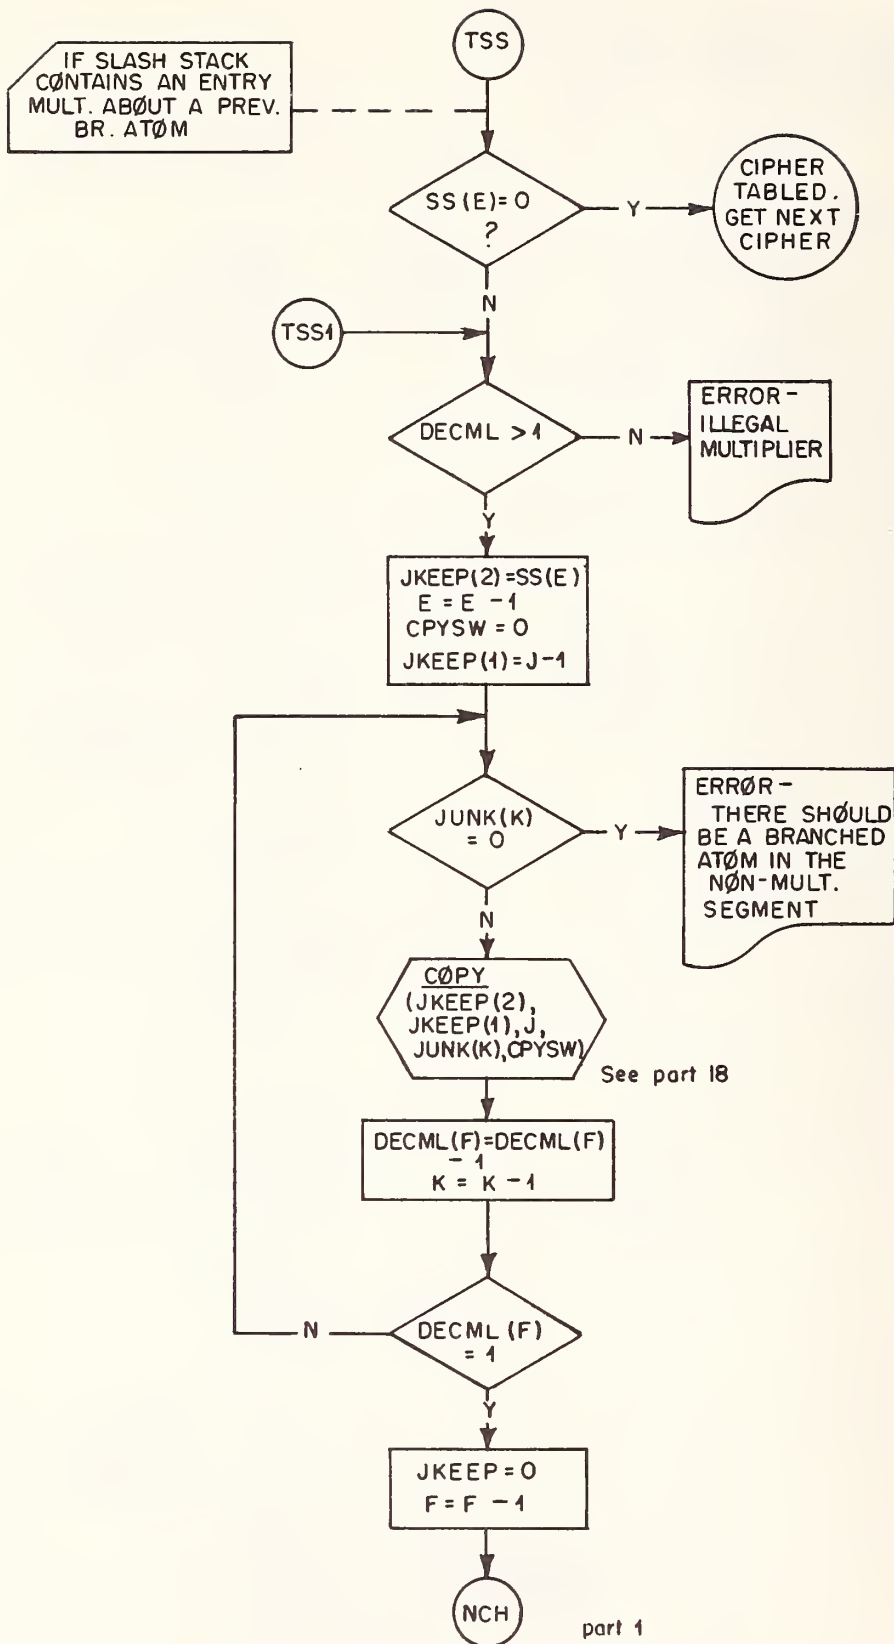 TSS
IF SLASH STACK
CØNTAINS AN ENTRY
MULT. ABØUT A PREV.
BR. ATØM
SS(E)=0
?
Y
CIPHER
TABLED.
GET NEXT
CIPHER
N
TSS1
DECML >1
N
ERROR-
ILLEGAL
MULTIPLIER
Y
JKEEP(2)=SS(E)
E = E -1
CPYSW = 0
JKEEP(1)=J-1
JUNK(K)
= 0
Y
ERRØR-
THERE SHØULD
BE A BRANCHED
ATØM IN THE
NØN-MULT.
SEGMENT
N
CØPY
(JKEEP(2),
JKEEP(1),J,
JUNK(K),CPYSW)
See part 18
DECML(F)=DECML(F)
-1
K = K -1
DECML (F)
= 1
N
Y
JKEEP=0
F= F -1
NCH
part 1